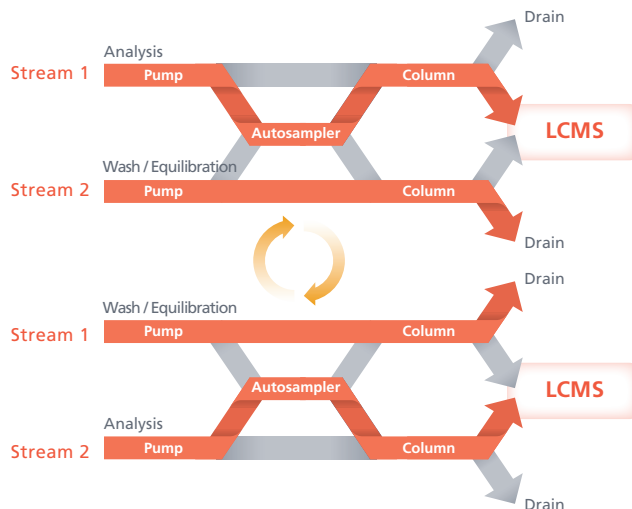 Drain
Analysis
Stream 1
Pump
Column
Autosampler
LCMS
Wash / Equilibration
Stream 2
Pump
Column
Drain
Drain
Wash / Equilibration
Stream 1
Pump
Column
Autosampler
LCMS
Analysis
Stream 2
Pump
Column
Drain